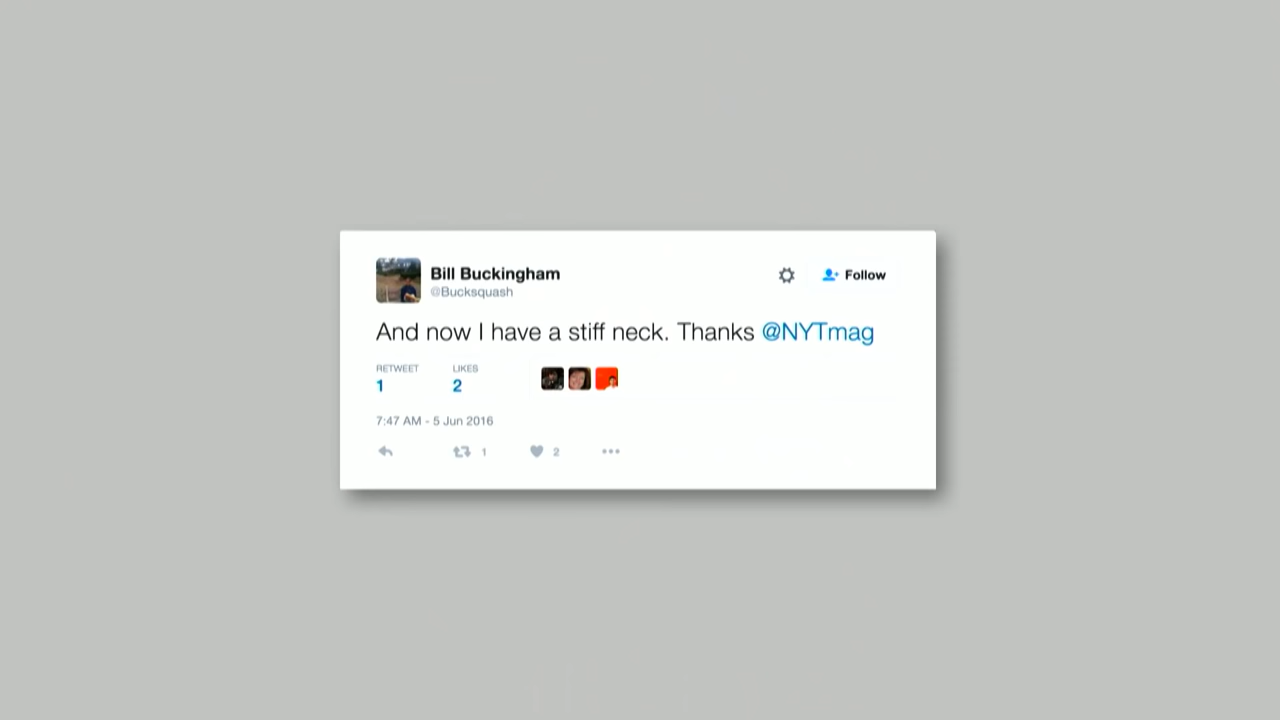 Bill Buckingham
@Bucksquash
Follow
And now I have a stiff neck. Thanks @NYTmag
RETWEET LIKES
1 2
7:47 AM - 5 Jun 2016
1 2